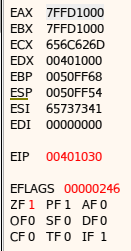 EAX 7FFD1000
EBX 7FFD1000
ECX 656C626D
EDX 00401000
EBP 0050FF68
ESP 0050FF54
ESI 65737341
EDI 00000000
EIP 00401030
EFLAGS 00000246
ZF 1 PF 1 AF 0
OF 0 SF 0 DF 0
CF 0 TF 0 IF 1